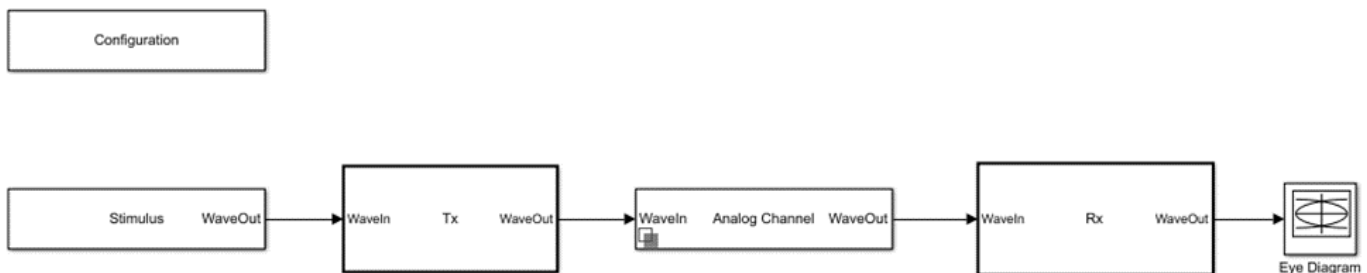 Configuration
Stimulus WaveOut
WaveIn Tx WaveOut
WaveIn Analog Channel WaveOut
WaveIn Rx WaveOut
Eye Diagram